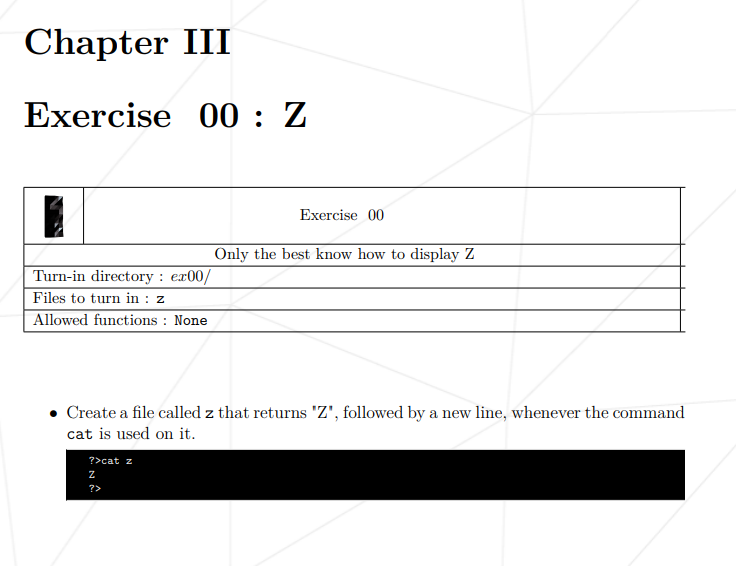 Chapter III
Exercise 00 : Z
Exercise 00
Only the best know how to display Z
Turn-in directory : ex00/
Files to turn in : z
Allowed functions : None
• Create a file called z that returns "Z", followed by a new line, whenever the command
cat is used on it.
?>cat z
Z
?>